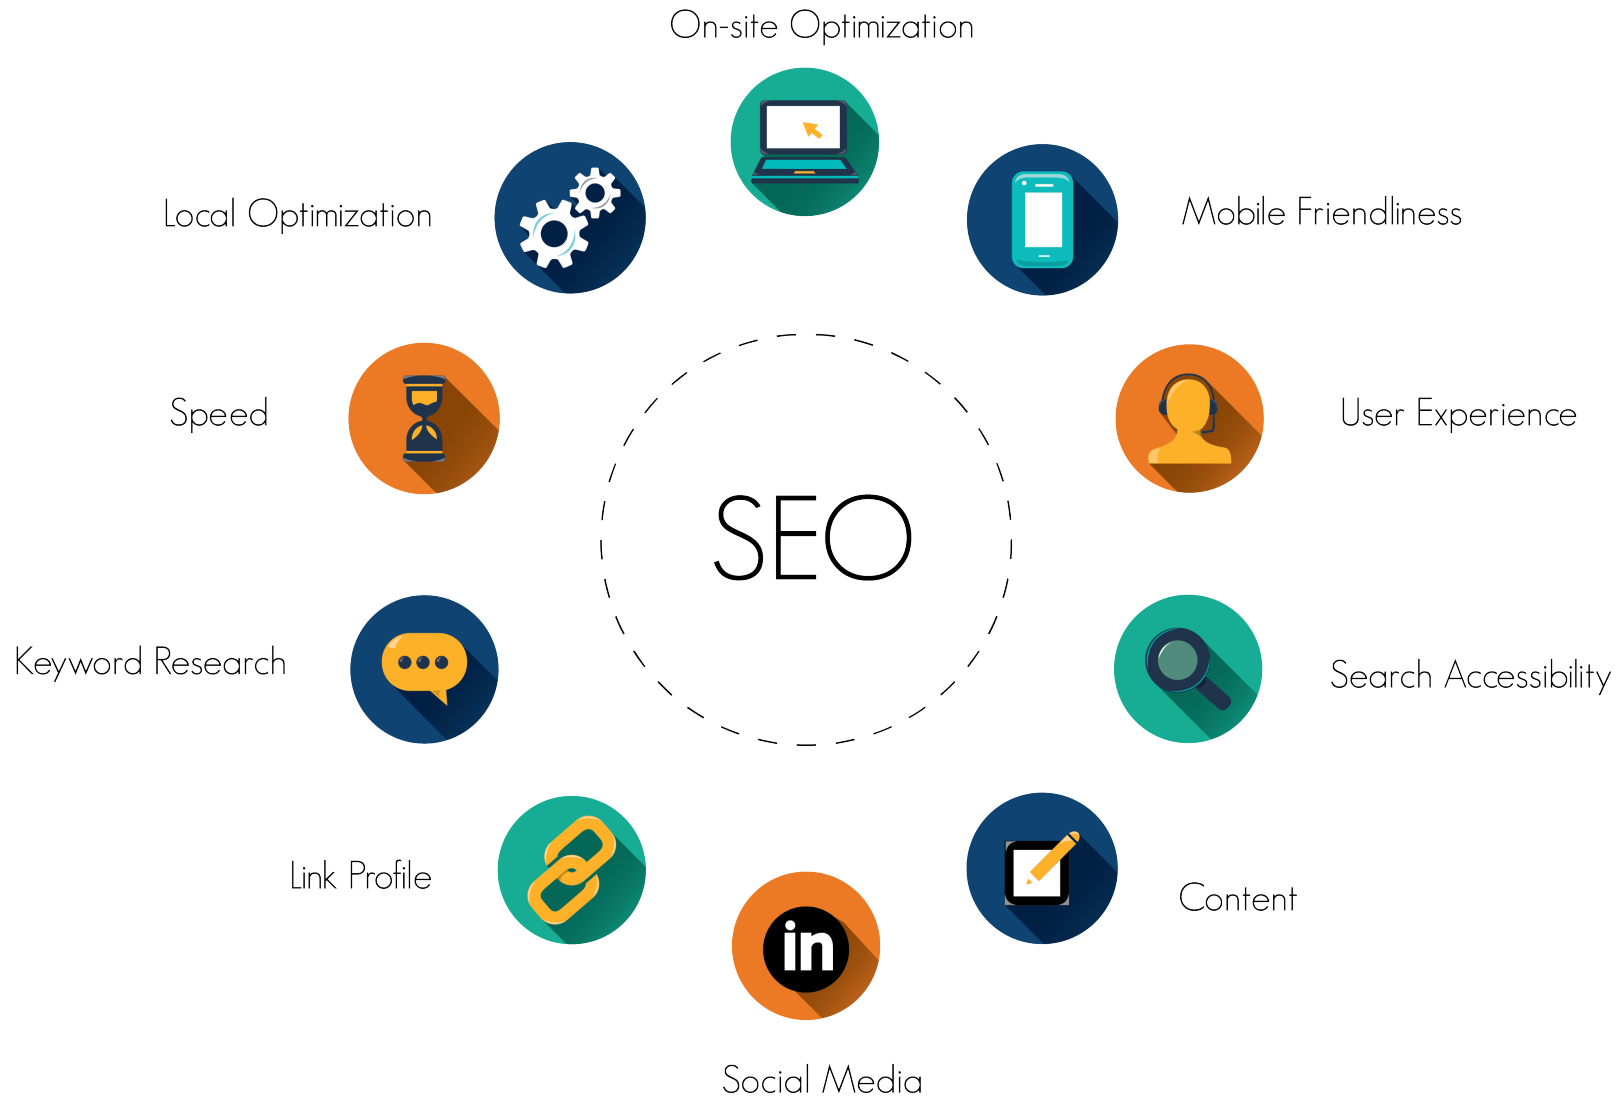 On-site Optimization
Local Optimization
Mobile Friendliness
Speed
User Experience
SEO
Keyword Research
Search Accessibility
Link Profile
Content
in
Social Media